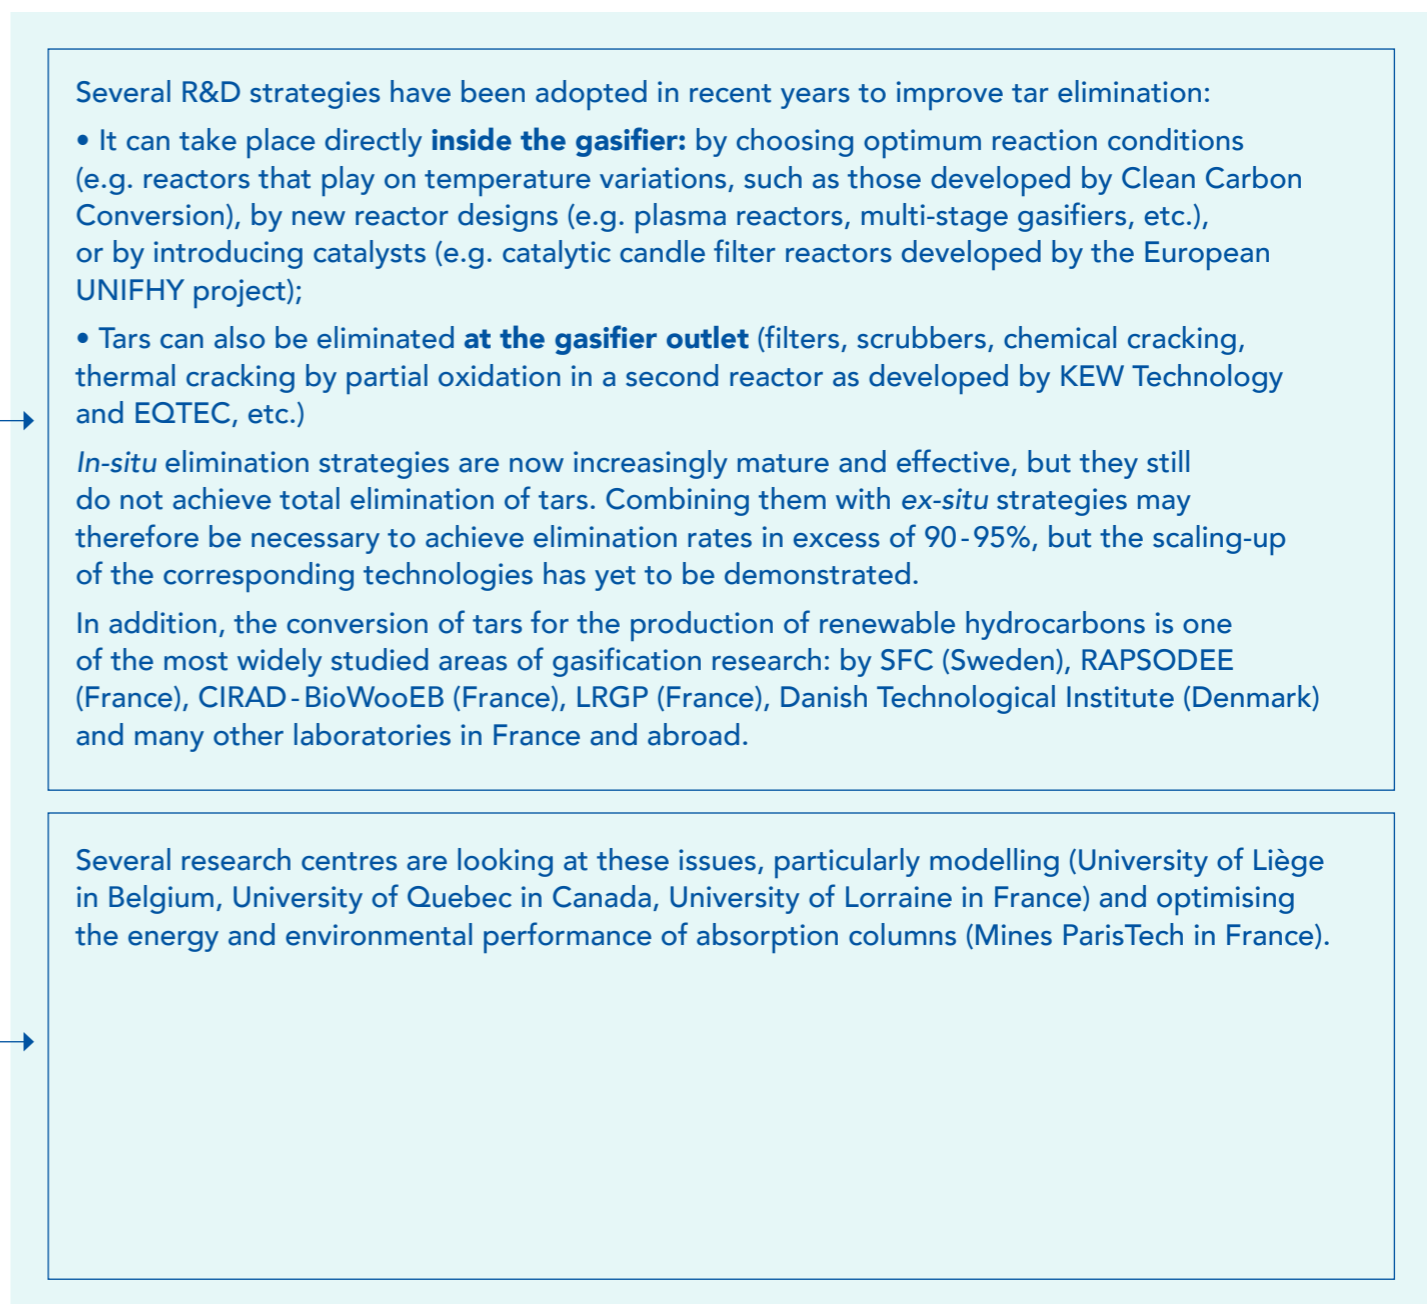 Several R&D strategies have been adopted in recent years to improve tar elimination:
• It can take place directly inside the gasifier: by choosing optimum reaction conditions
(e.g. reactors that play on temperature variations, such as those developed by Clean Carbon
Conversion), by new reactor designs (e.g. plasma reactors, multi-stage gasifiers, etc.),
or by introducing catalysts (e.g. catalytic candle filter reactors developed by the European
UNIFHY project);
• Tars can also be eliminated at the gasifier outlet (filters, scrubbers, chemical cracking,
thermal cracking by partial oxidation in a second reactor as developed by KEW Technology
and EQTEC, etc.)
In-situ elimination strategies are now increasingly mature and effective, but they still
do not achieve total elimination of tars. Combining them with ex-situ strategies may
therefore be necessary to achieve elimination rates in excess of 90-95%, but the scaling-up
of the corresponding technologies has yet to be demonstrated.
In addition, the conversion of tars for the production of renewable hydrocarbons is one
of the most widely studied areas of gasification research: by SFC (Sweden), RAPSODEE
(France), CIRAD-BioWooEB (France), LRGP (France), Danish Technological Institute (Denmark)
and many other laboratories in France and abroad.
Several research centres are looking at these issues, particularly modelling (University of Liège
in Belgium, University of Quebec in Canada, University of Lorraine in France) and optimising
the energy and environmental performance of absorption columns (Mines ParisTech in France).